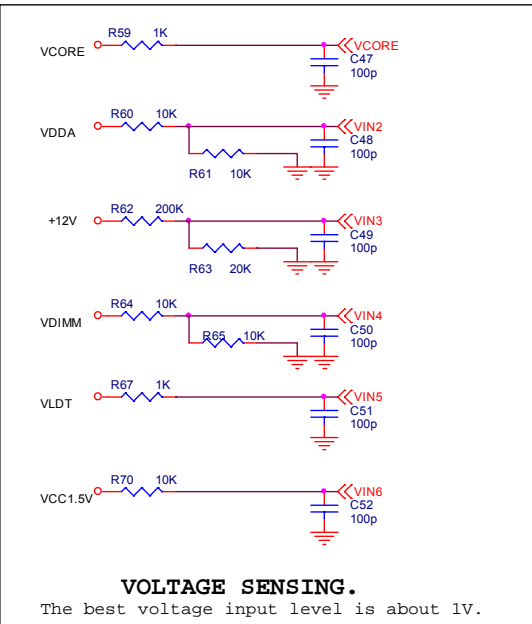 R59 1K
VCORE
VCORE
C47
100p
R60 10K
VDDA
VIN2
C48
100p
R61 10K
R62 200K
+12V
VIN3
C49
100p
R63 20K
R64 10K
VDIMM
VIN4
R65 10K
C50
100p
R67 1K
VLDT
VIN5
C51
100p
R70 10K
VCC1.5V
VIN6
C52
100p
VOLTAGE SENSING.
The best voltage input level is about 1V.